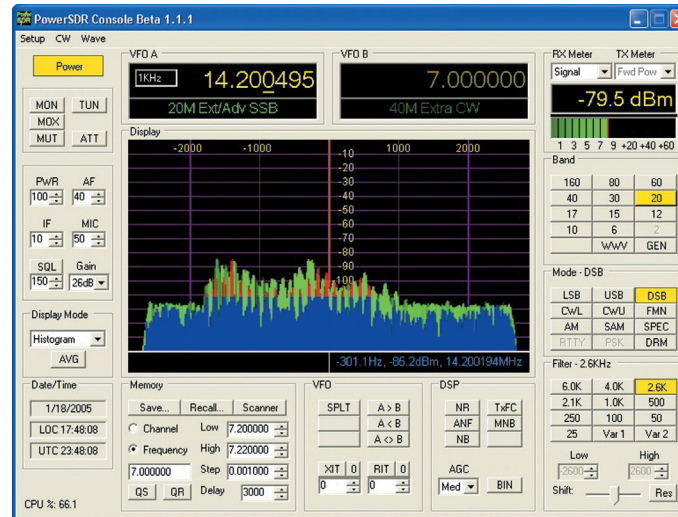 PowerSDR Console Beta 1.1.1
Setup CW Wave
Power
MON TUN
MOX
MUT ATT
PWR AF
100 40
IF MIC
10 50
SQL Gain
150 26dB
Display Mode
Histogram
AVG
Date/Time
1/18/2005
LOC 17:48:08
UTC 23:48:08
CPU %: 66.1
VFO A
1KHz 14.200495
20M Ext/Adv SSB
VFO B
7.000000
40M Extra CW
Display
-2000 -1000 1000 2000
-10
-20
-30
-40
-50
-60
-70
-80
-90
-100
-301.1Hz, -85.2dBm, 14.200194MHz
Memory
Save... Recall... Scanner
Channel Low 7.200000
Frequency High 7.220000
7.000000 Step 0.001000
QS QR Delay 3000
VFO
SPLT A > B
A < B
A <> B
XIT 0 RIT 0
0 0
DSP
NR TxFC
ANF MNB
NB
AGC
Med BIN
RX Meter TX Meter
Signal Fwd Pow
-79.5 dBm
1 3 5 7 9 +20 +40 +60
Band
160 80 60
40 30 20
17 15 12
10 6 2
WWV GEN
Mode - DSB
LSB USB DSB
CWL CWU FMN
AM SAM SPEC
RTTY PSK DRM
Filter - 2.6KHz
6.0K 4.0K 2.6K
2.1K 1.0K 500
250 100 50
25 Var 1 Var 2
Low High
-2600 2600
Shift: Res